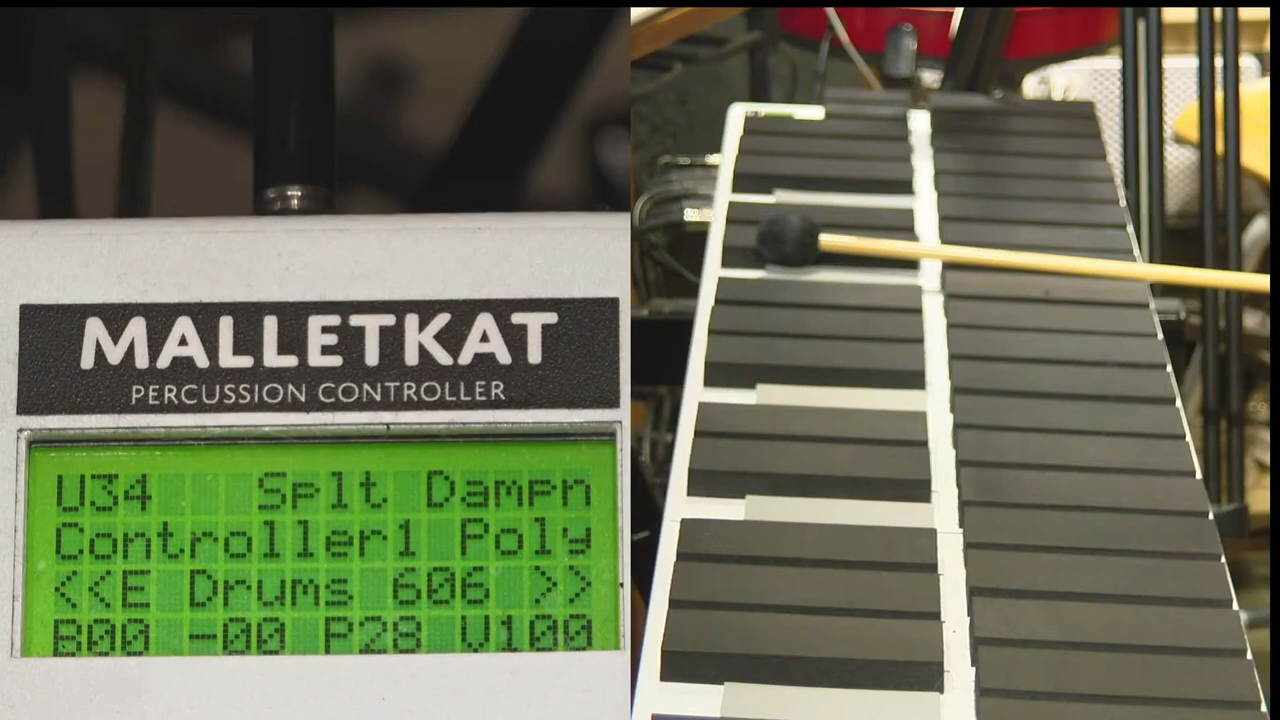 MALLETKAT
PERCUSSION CONTROLLER
U34 Splt Dampn
Controller1 Poly
<<E Drums 606 >>
B00 -00 P28 V100